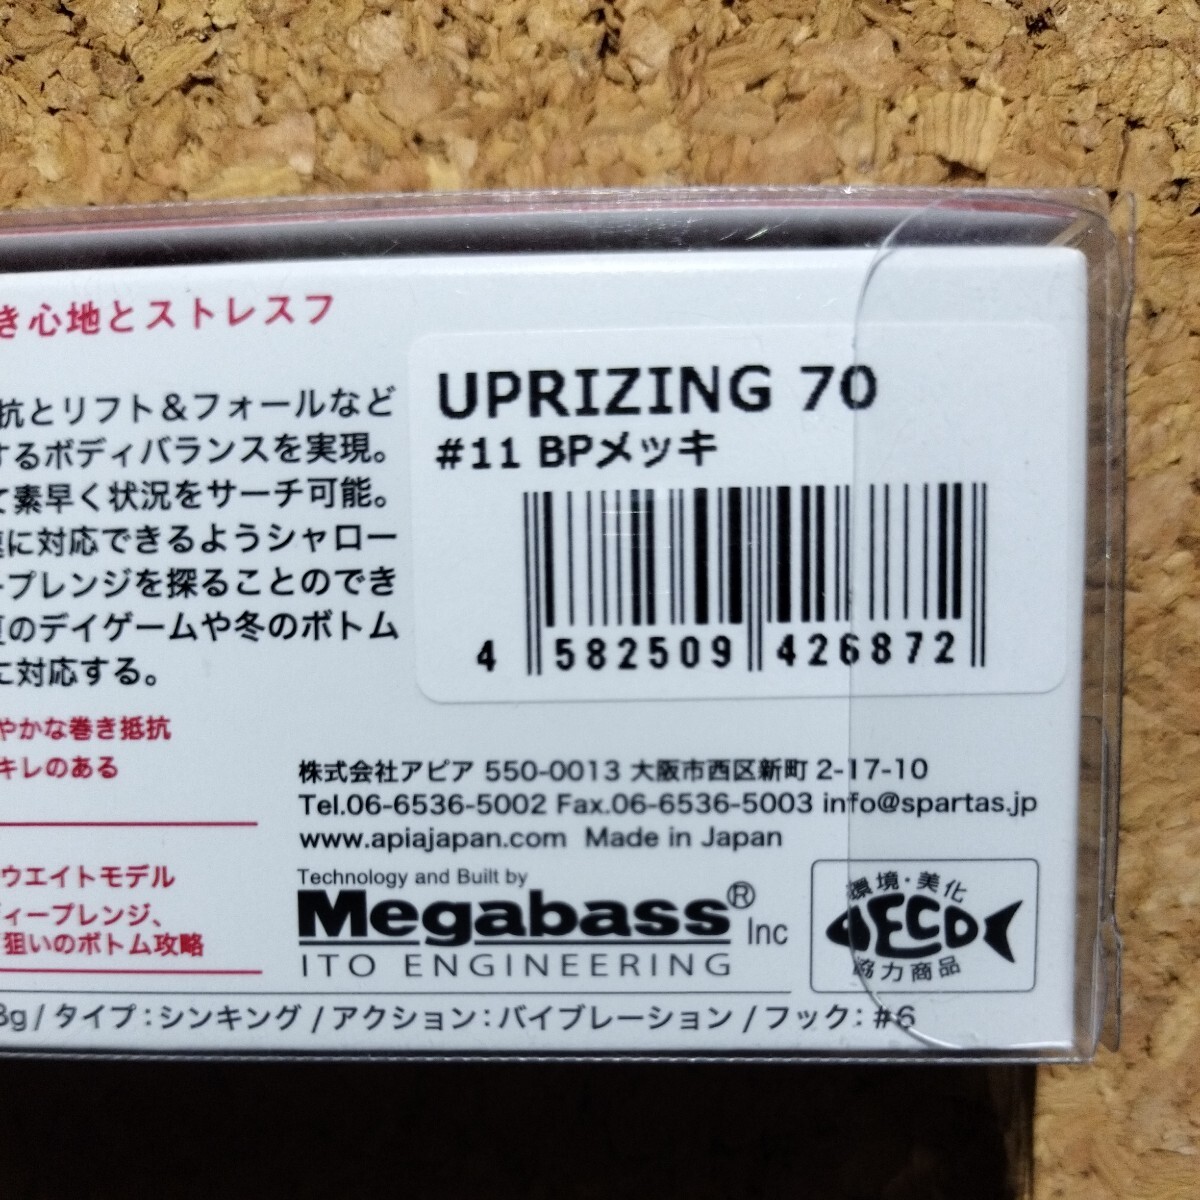 き心地とストレスフ
抗とリフト＆フォールなど
するボディバランスを実現。
て素早く状況をサーチ可能。
に対応できるようシャロー
プレンジを探ることのでき
のデイゲームや冬のボトム
に対応する。
やかな巻き抵抗
キレのある
ウエイトモデル
ィープレンジ、
狙いのボトム攻略
UPRIZING 70
#11 BPメッキ
4 582509 426872
株式会社アピア 550-0013 大阪市西区新町 2-17-10
Tel.06-6536-5002 Fax.06-6536-5003 info@spartas.jp
www.apiajapan.com Made in Japan
Technology and Built by
Megabass® Inc
ITO ENGINEERING
環境・美化
ECO
協力商品
8g / タイプ : シンキング / アクション : バイブレーション / フック : #6